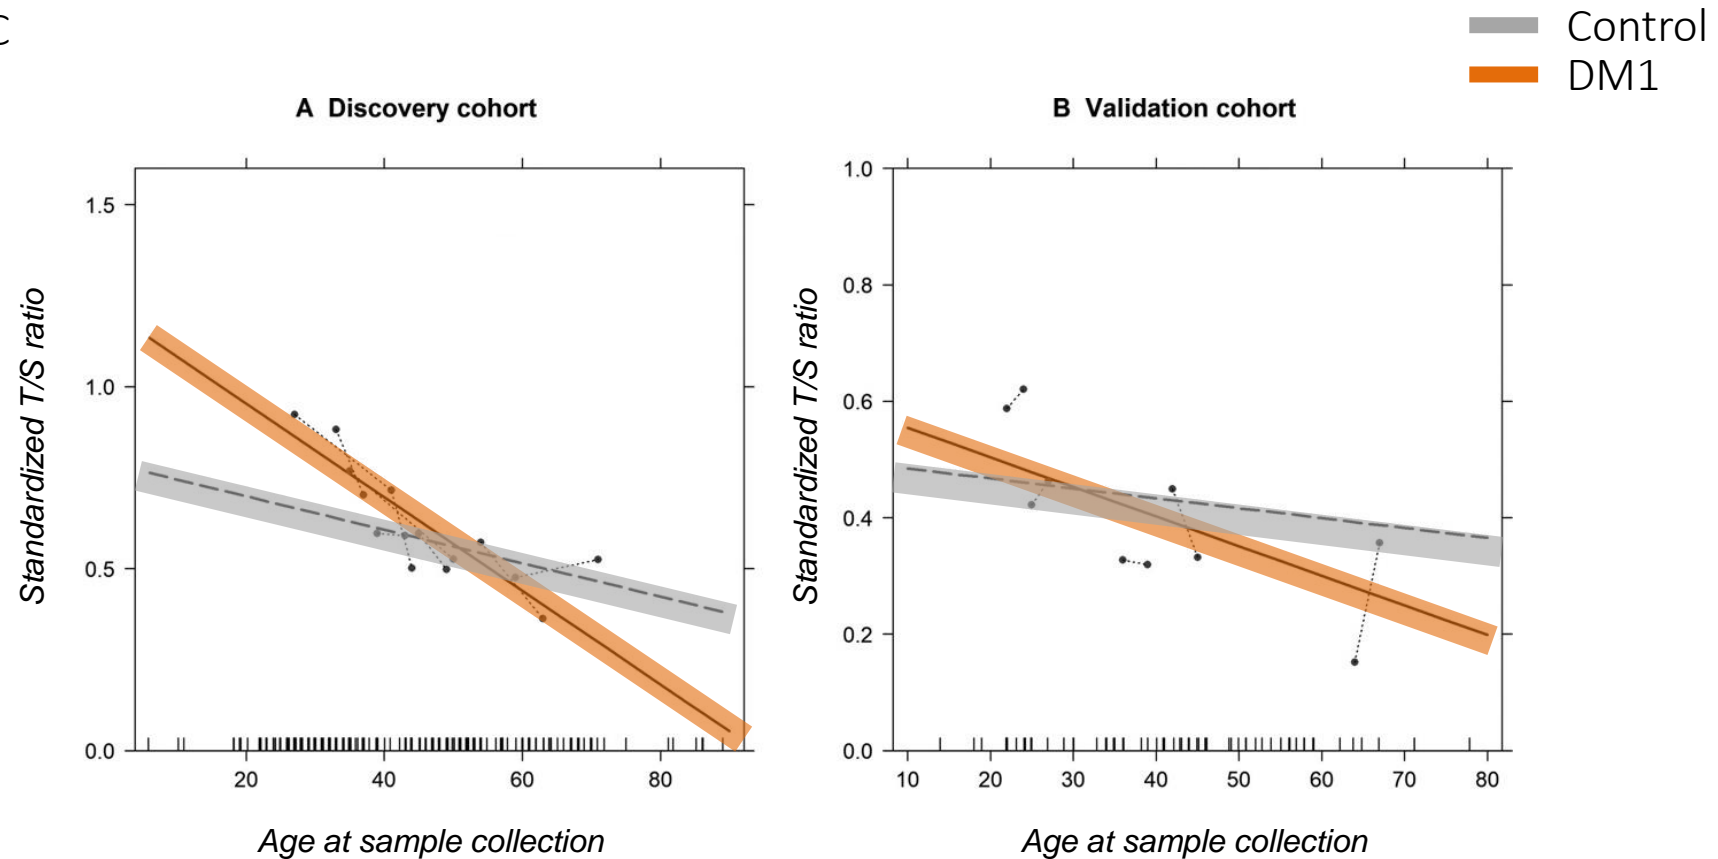 C
Control
DM1
A Discovery cohort
B Validation cohort
Standardized T/S ratio
1.5
1.0
0.5
0.0
20 40 60 80
Age at sample collection
Standardized T/S ratio
1.0
0.8
0.6
0.4
0.2
0.0
10 20 30 40 50 60 70 80
Age at sample collection